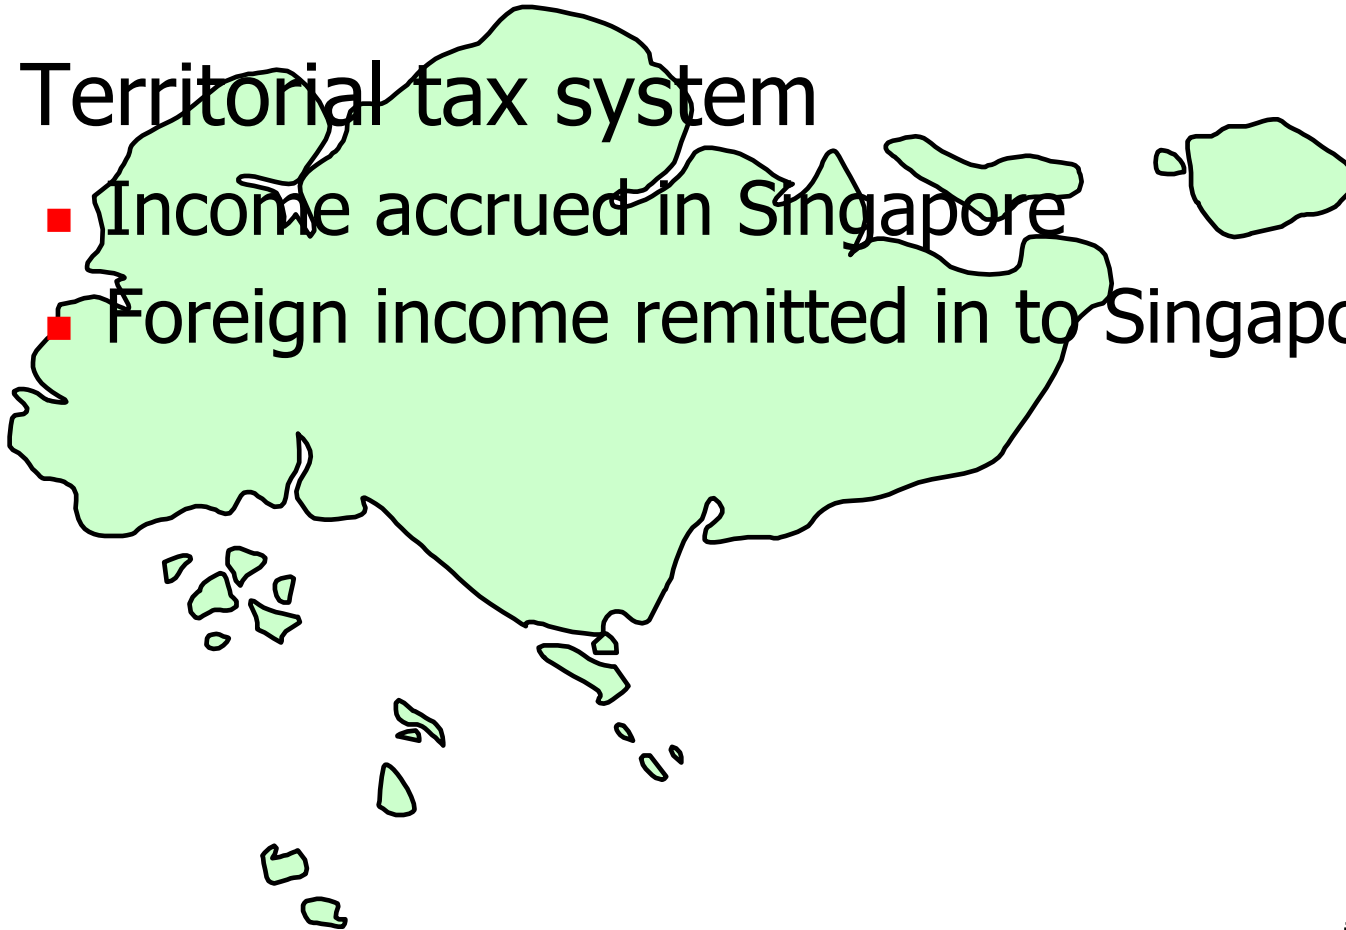 Territorial tax system
▪ Income accrued in Singapore
▪ Foreign income remitted in to